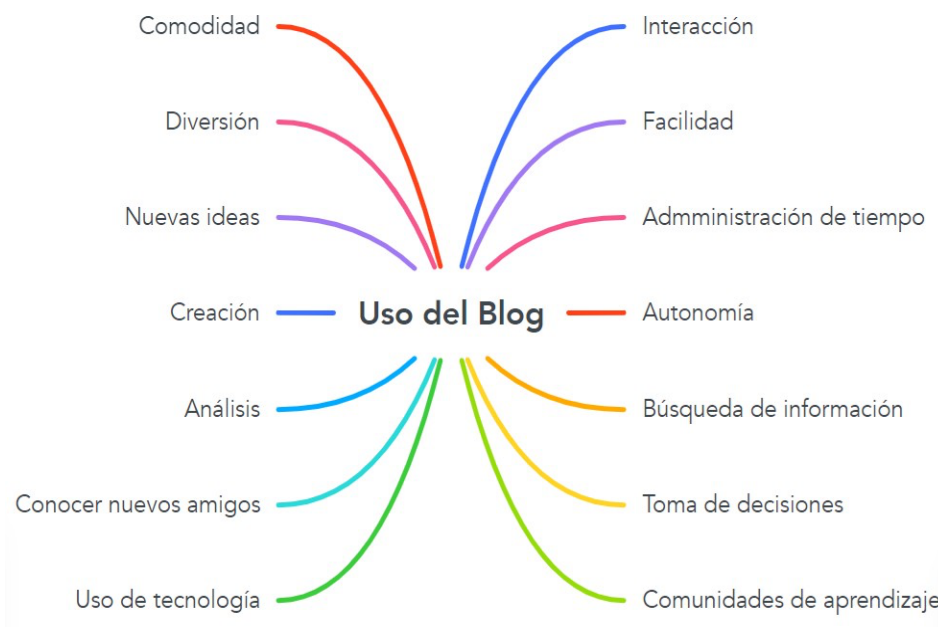 Comodidad
Diversión
Nuevas ideas
Creación
Análisis
Conocer nuevos amigos
Uso de tecnología
Uso del Blog
Interacción
Facilidad
Admministración de tiempo
Autonomía
Búsqueda de información
Toma de decisiones
Comunidades de aprendizaje